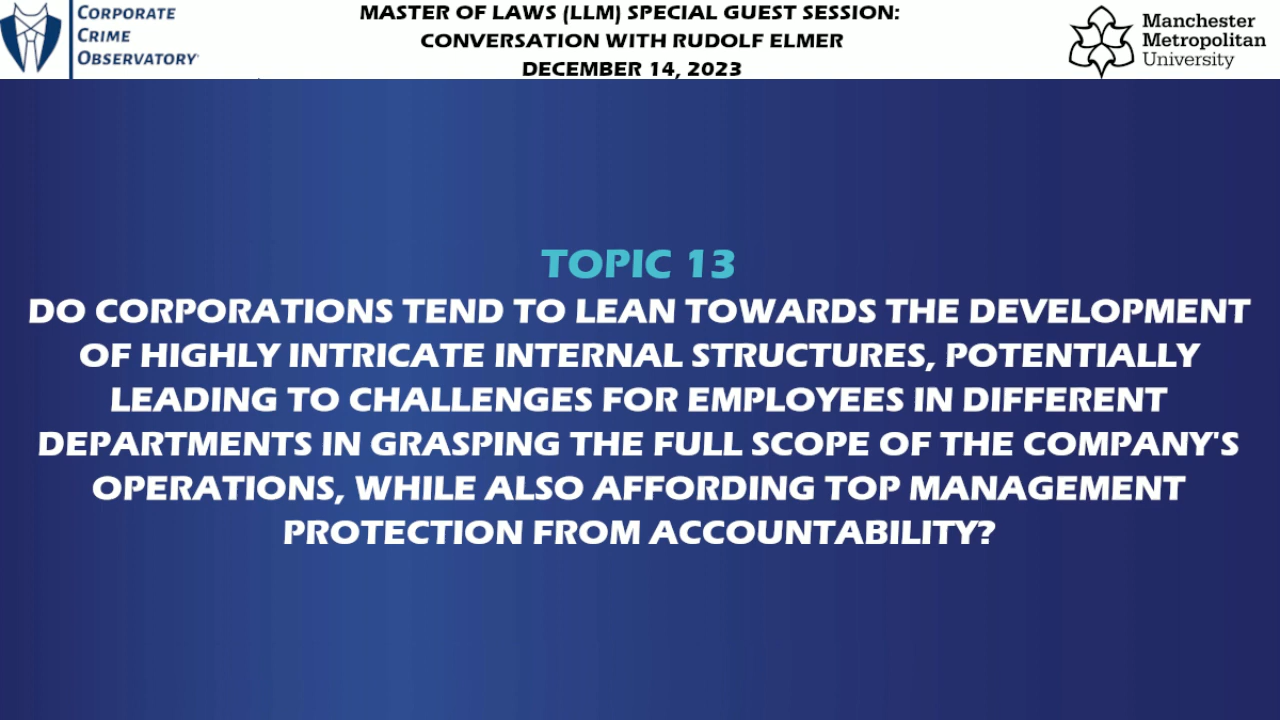 CORPORATE
CRIME
OBSERVATORY
MASTER OF LAWS (LLM) SPECIAL GUEST SESSION:
CONVERSATION WITH RUDOLF ELMER
DECEMBER 14, 2023
Manchester
Metropolitan
University
TOPIC 13
DO CORPORATIONS TEND TO LEAN TOWARDS THE DEVELOPMENT
OF HIGHLY INTRICATE INTERNAL STRUCTURES, POTENTIALLY
LEADING TO CHALLENGES FOR EMPLOYEES IN DIFFERENT
DEPARTMENTS IN GRASPING THE FULL SCOPE OF THE COMPANY'S
OPERATIONS, WHILE ALSO AFFORDING TOP MANAGEMENT
PROTECTION FROM ACCOUNTABILITY?